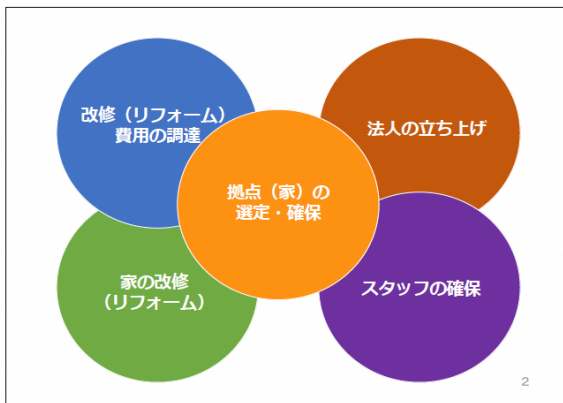 改修（リフォーム）
費用の調達
法人の立ち上げ
拠点（家）の
選定・確保
家の改修
（リフォーム）
スタッフの確保
2